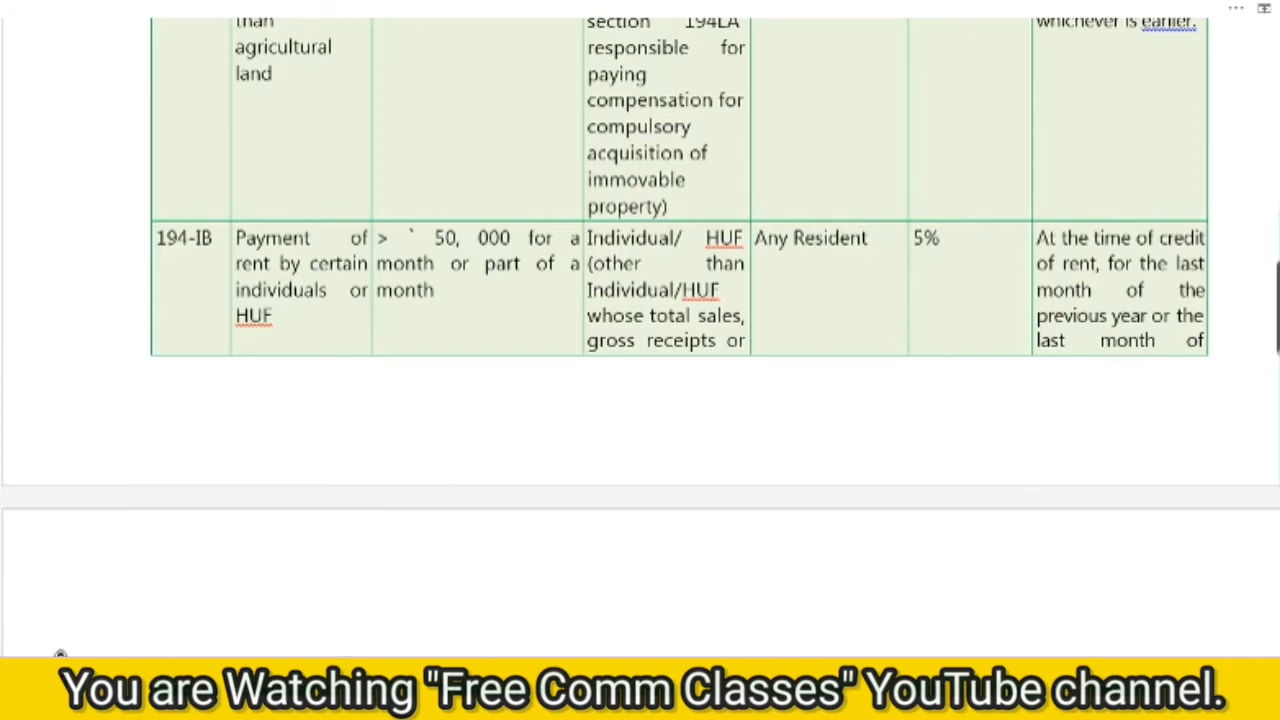 than
agricultural
land
section 194LA
responsible for
paying
compensation for
compulsory
acquisition of
immovable
property)
whichever is earlier.
194-IB
Payment of
rent by certain
individuals or
HUF
> ` 50, 000 for a
month or part of a
month
Individual/ HUF
(other than
Individual/HUF
whose total sales,
gross receipts or
Any Resident
5%
At the time of credit
of rent, for the last
month of the
previous year or the
last month of
You are Watching "Free Comm Classes" YouTube channel.